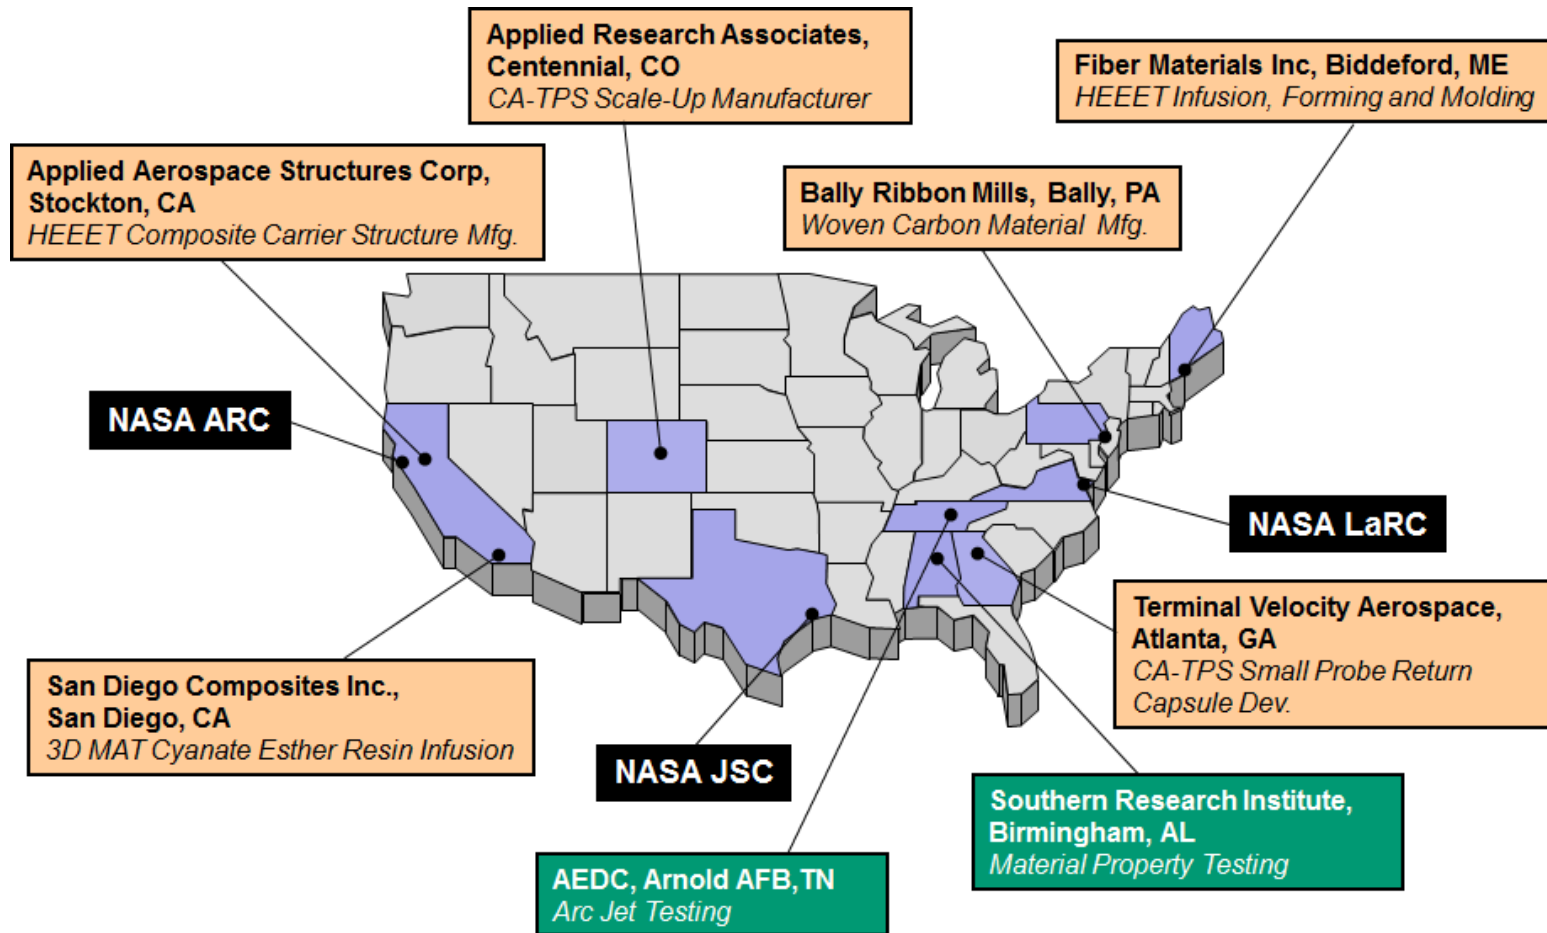 Applied Research Associates,
Centennial, CO
CA-TPS Scale-Up Manufacturer
Fiber Materials Inc, Biddeford, ME
HEEET Infusion, Forming and Molding
Applied Aerospace Structures Corp,
Stockton, CA
HEEET Composite Carrier Structure Mfg.
Bally Ribbon Mills, Bally, PA
Woven Carbon Material Mfg.
NASA ARC
NASA LaRC
Terminal Velocity Aerospace,
Atlanta, GA
CA-TPS Small Probe Return
Capsule Dev.
San Diego Composites Inc.,
San Diego, CA
3D MAT Cyanate Esther Resin Infusion
NASA JSC
Southern Research Institute,
Birmingham, AL
Material Property Testing
AEDC, Arnold AFB,TN
Arc Jet Testing